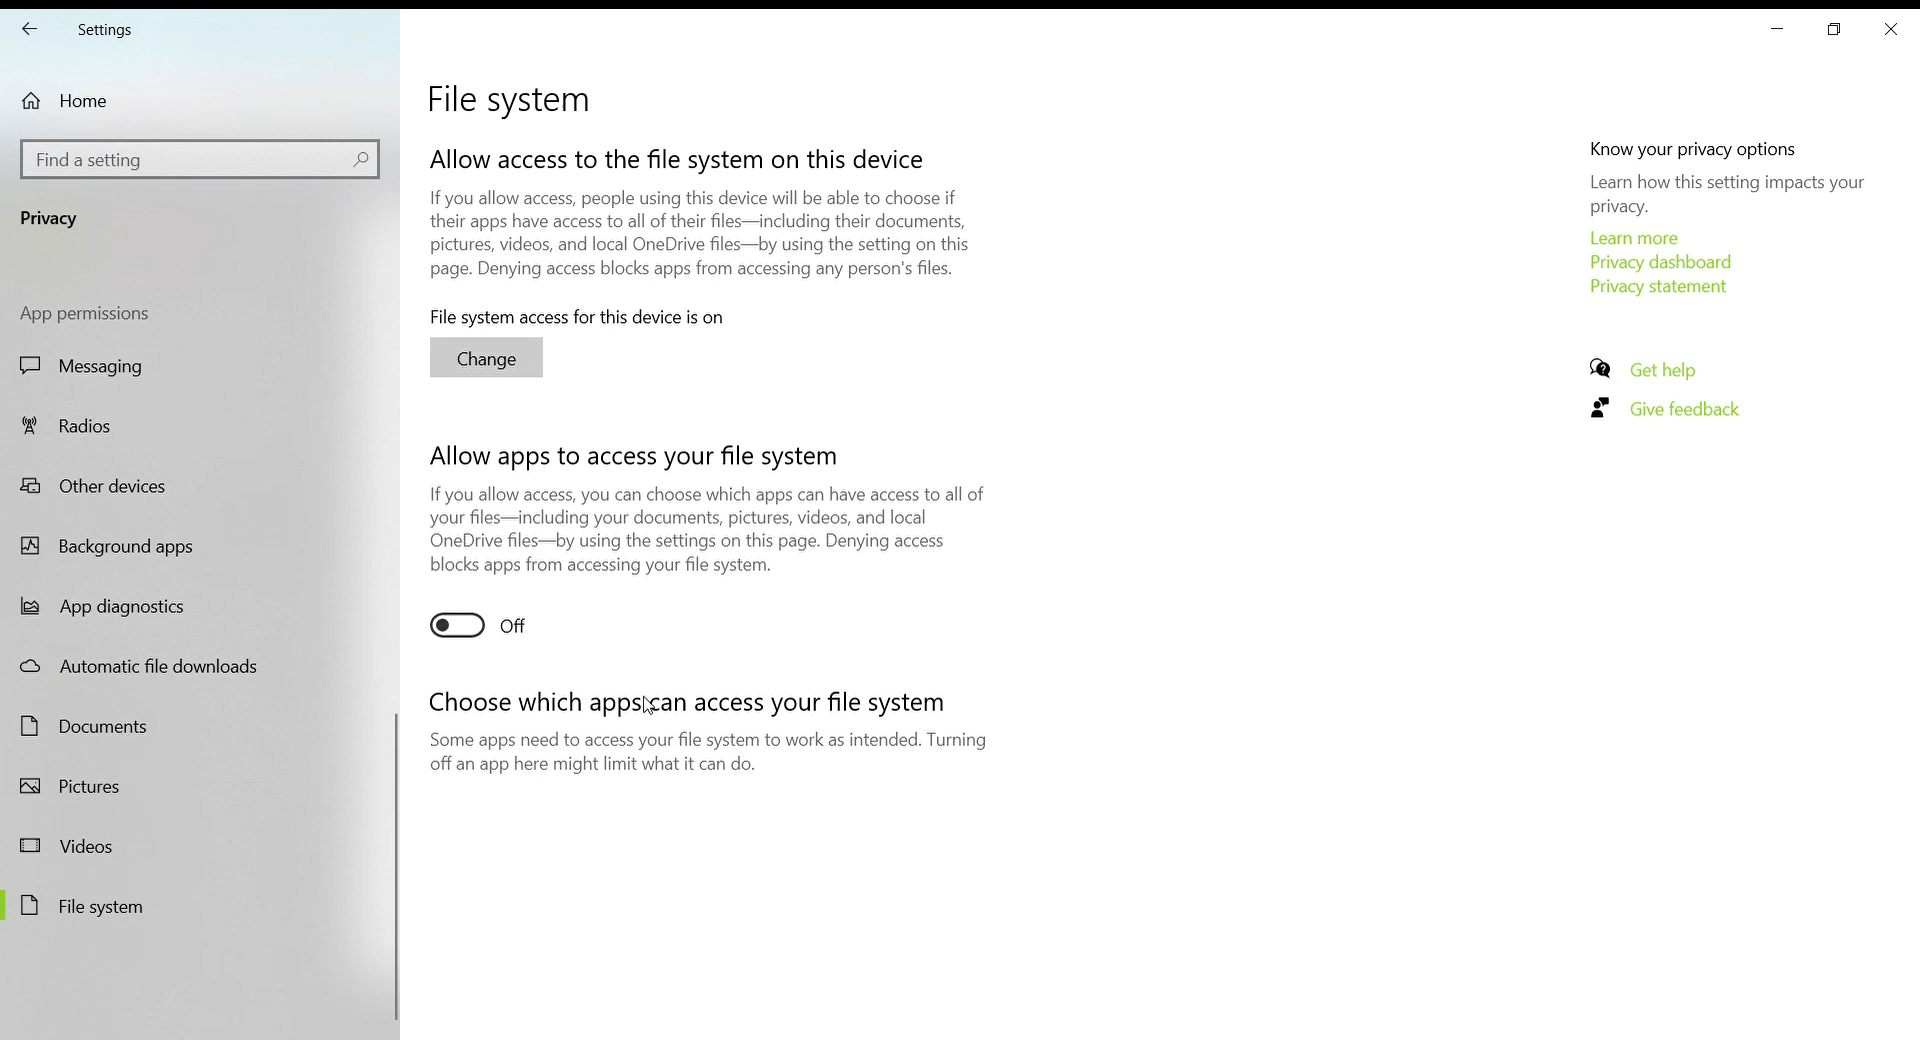 Settings
Home
Find a setting
Privacy
App permissions
Messaging
Radios
Other devices
Background apps
App diagnostics
Automatic file downloads
Documents
Pictures
Videos
File system
File system
Allow access to the file system on this device
If you allow access, people using this device will be able to choose if
their apps have access to all of their files—including their documents,
pictures, videos, and local OneDrive files—by using the setting on this
page. Denying access blocks apps from accessing any person's files.
File system access for this device is on
Change
Allow apps to access your file system
If you allow access, you can choose which apps can have access to all of
your files—including your documents, pictures, videos, and local
OneDrive files—by using the settings on this page. Denying access
blocks apps from accessing your file system.
Off
Choose which apps can access your file system
Some apps need to access your file system to work as intended. Turning
off an app here might limit what it can do.
Know your privacy options
Learn how this setting impacts your
privacy.
Learn more
Privacy dashboard
Privacy statement
Get help
Give feedback